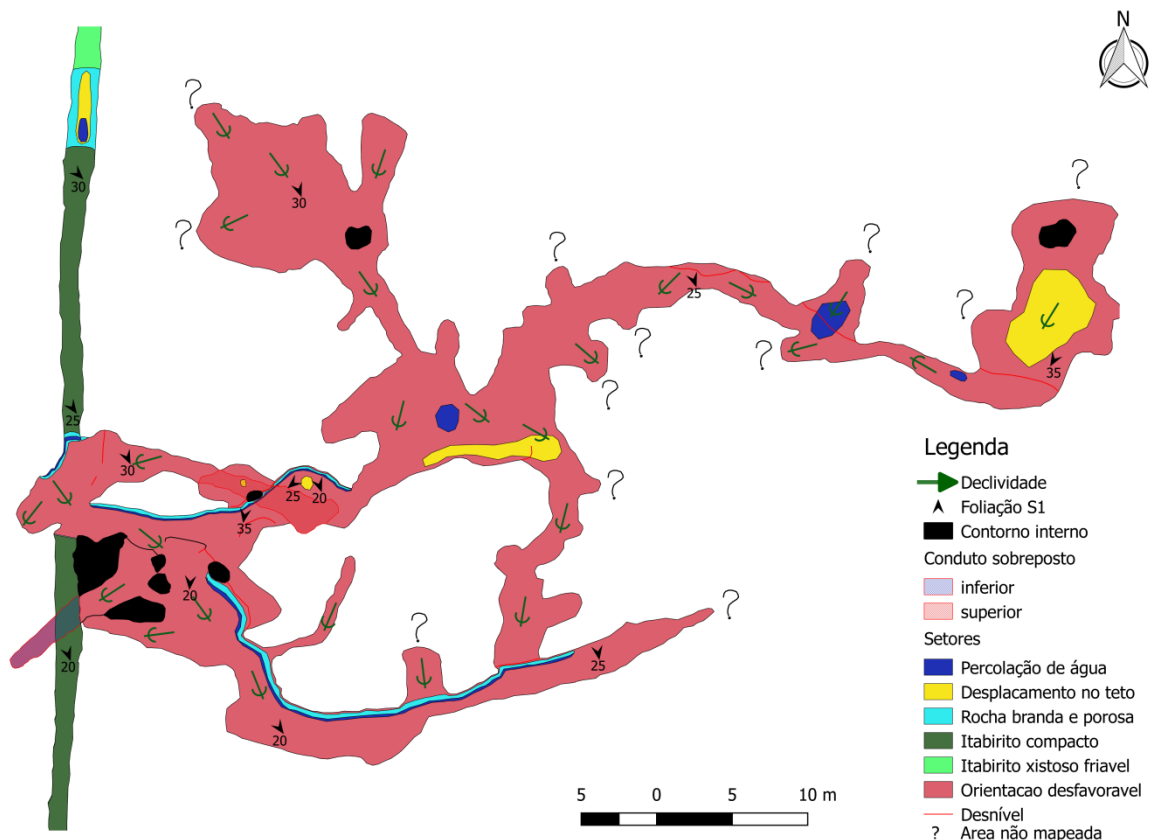 N
?
30
?
30
?
?
?
25
?
?
?
?
35
?
25
30
25
20
35
?
20
?
?
20
25
20
Legenda
Declividade
Foliação S1
Contorno interno
Conduto sobreposto
inferior
superior
Setores
Percolação de água
Desplacamento no teto
Rocha branda e porosa
Itabirito compacto
Itabirito xistoso friavel
Orientacao desfavoravel
Desnível
? Area não mapeada
5 0 5 10 m